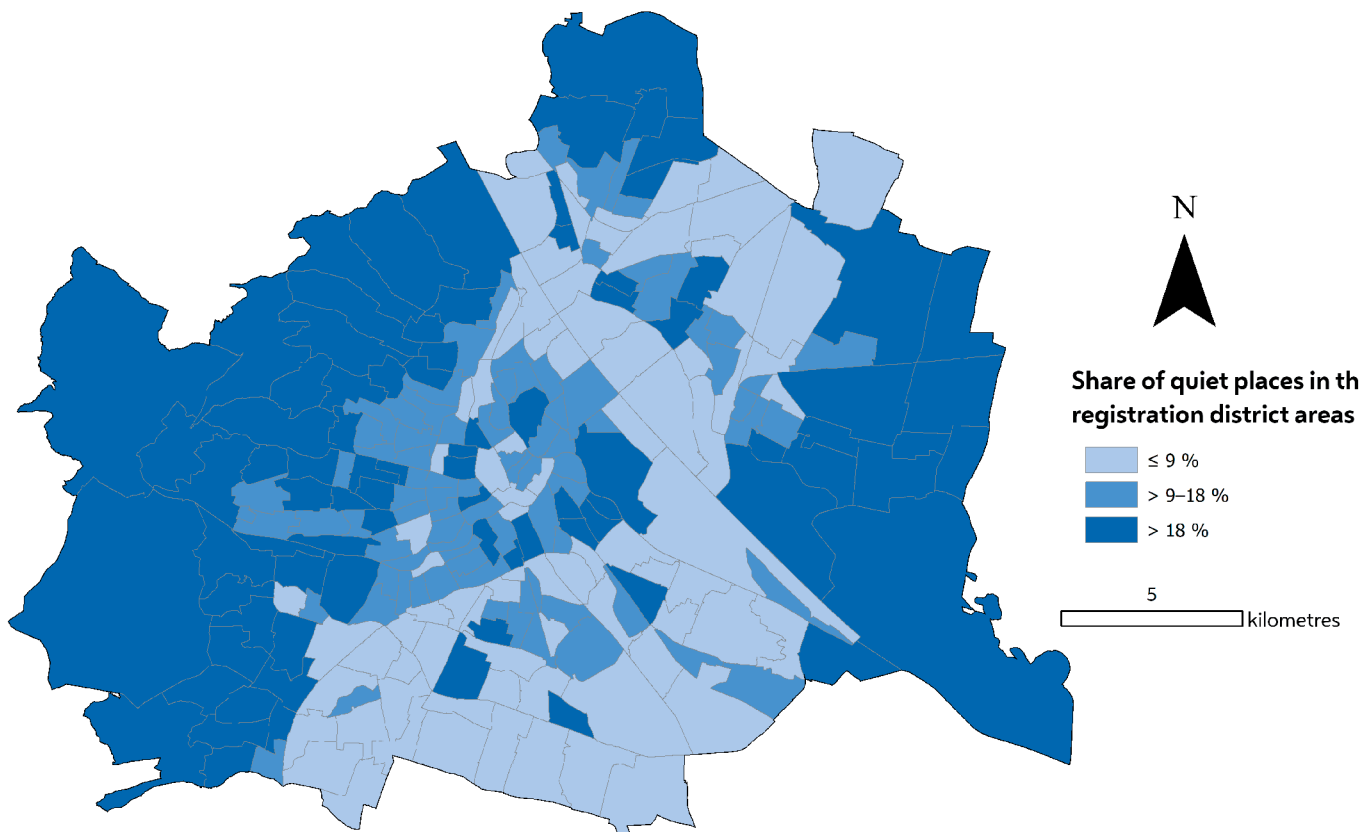 N
Share of quiet places in th
registration district areas
≤ 9 %
> 9–18 %
> 18 %
5
kilometres